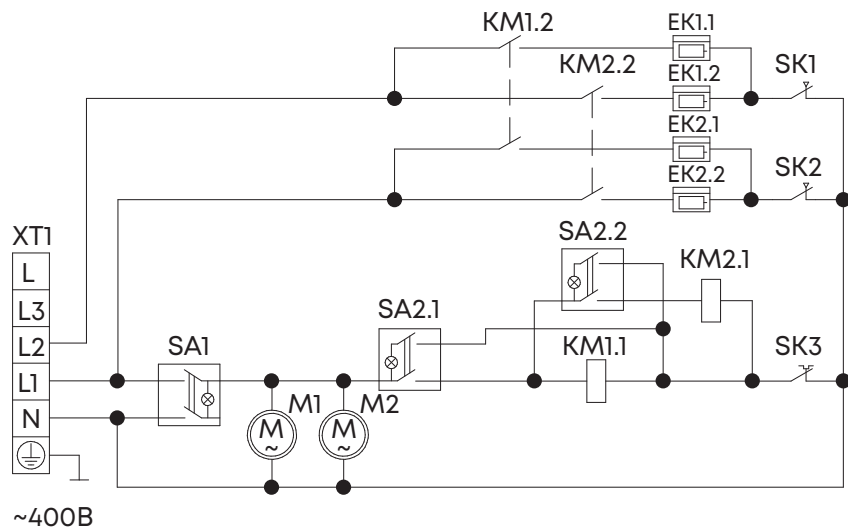 KM1.2
EK1.1
KM2.2
EK1.2
SK1
EK2.1
EK2.2
SK2
XT1
L
L3
L2
L1
N
SA2.2
KM2.1
SA2.1
SA1
KM1.1
SK3
M1
M2
M
~
M
~
~400В